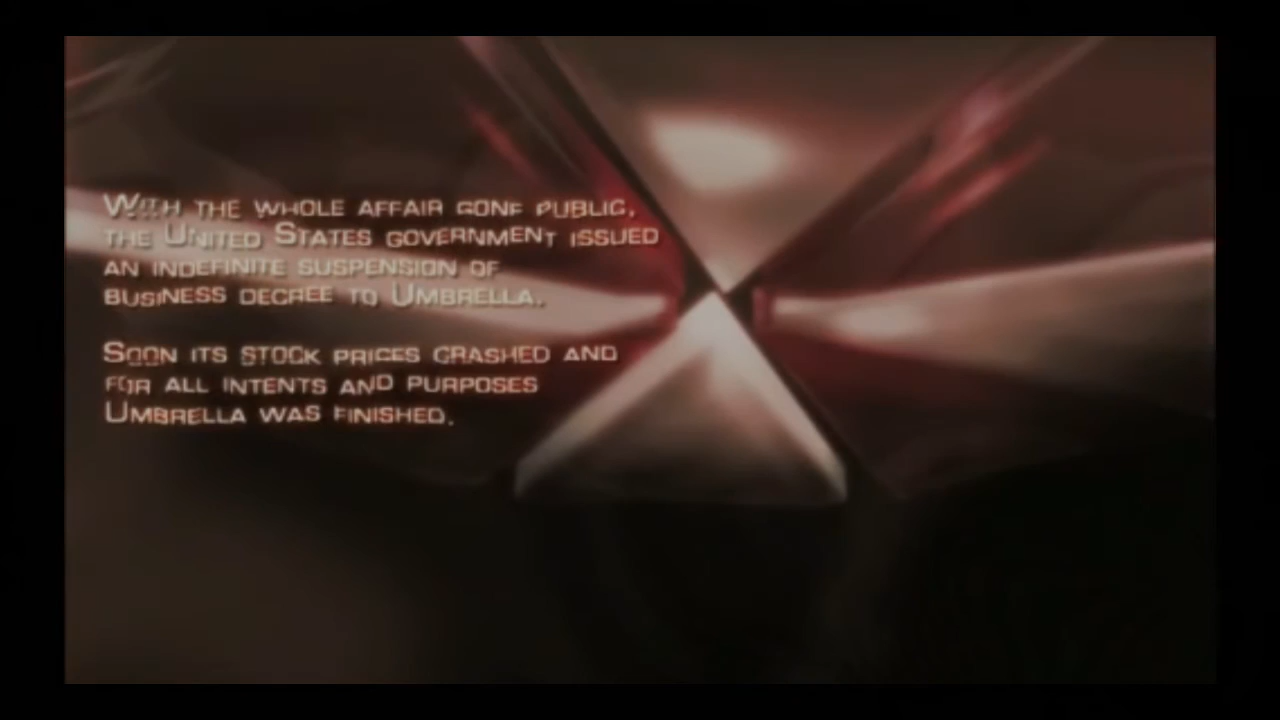 With the whole affair gone public,
the United States government issued
an indefinite suspension of
business decree to Umbrella.
Soon its stock prices crashed and
for all intents and purposes
Umbrella was finished.